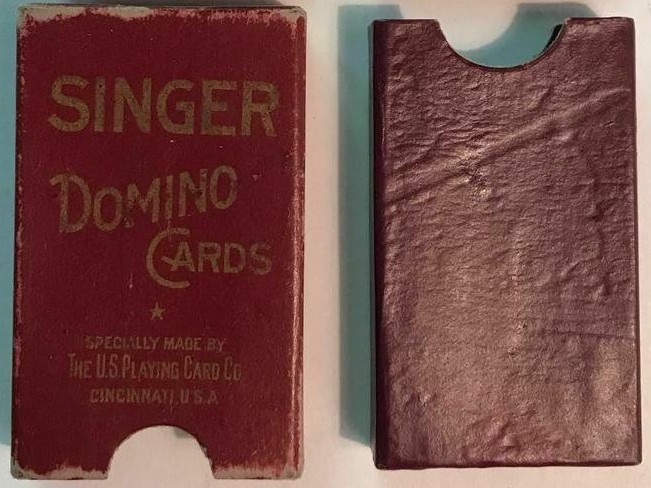 SINGER
DOMINO
CARDS
SPECIALLY MADE BY
THE U.S. PLAYING CARD CO
CINCINNATI, U.S.A